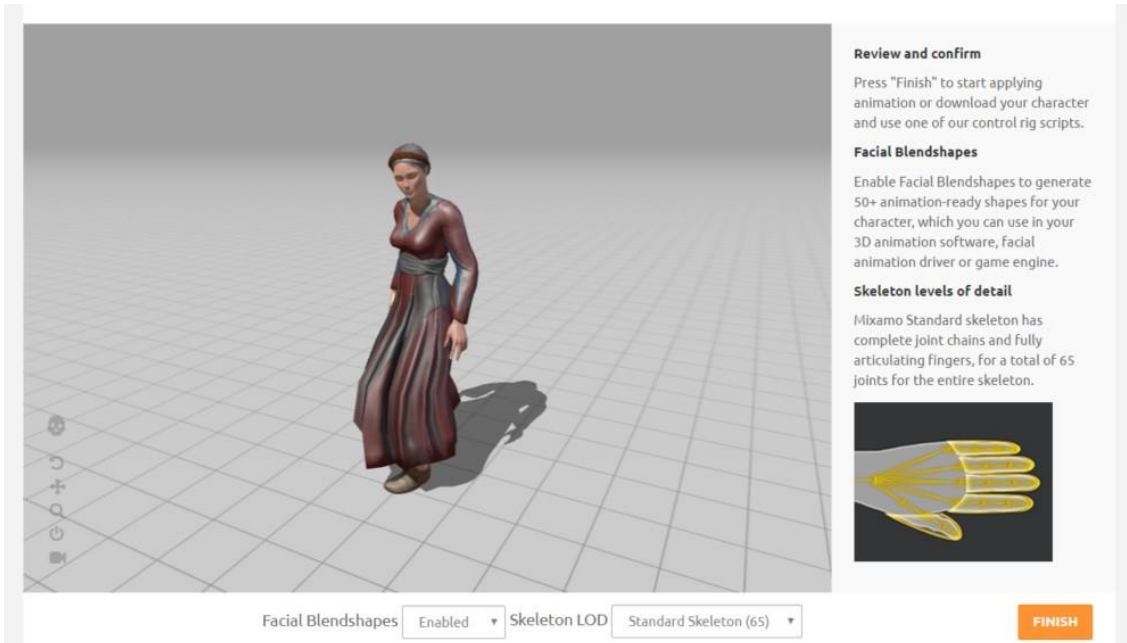 Review and confirm
Press "Finish" to start applying
animation or download your character
and use one of our control rig scripts.
Facial Blendshapes
Enable Facial Blendshapes to generate
50+ animation-ready shapes for your
character, which you can use in your
3D animation software, facial
animation driver or game engine.
Skeleton levels of detail
Mixamo Standard skeleton has
complete joint chains and fully
articulating fingers, for a total of 65
joints for the entire skeleton.
Facial Blendshapes Enabled Skeleton LOD Standard Skeleton (65) FINISH